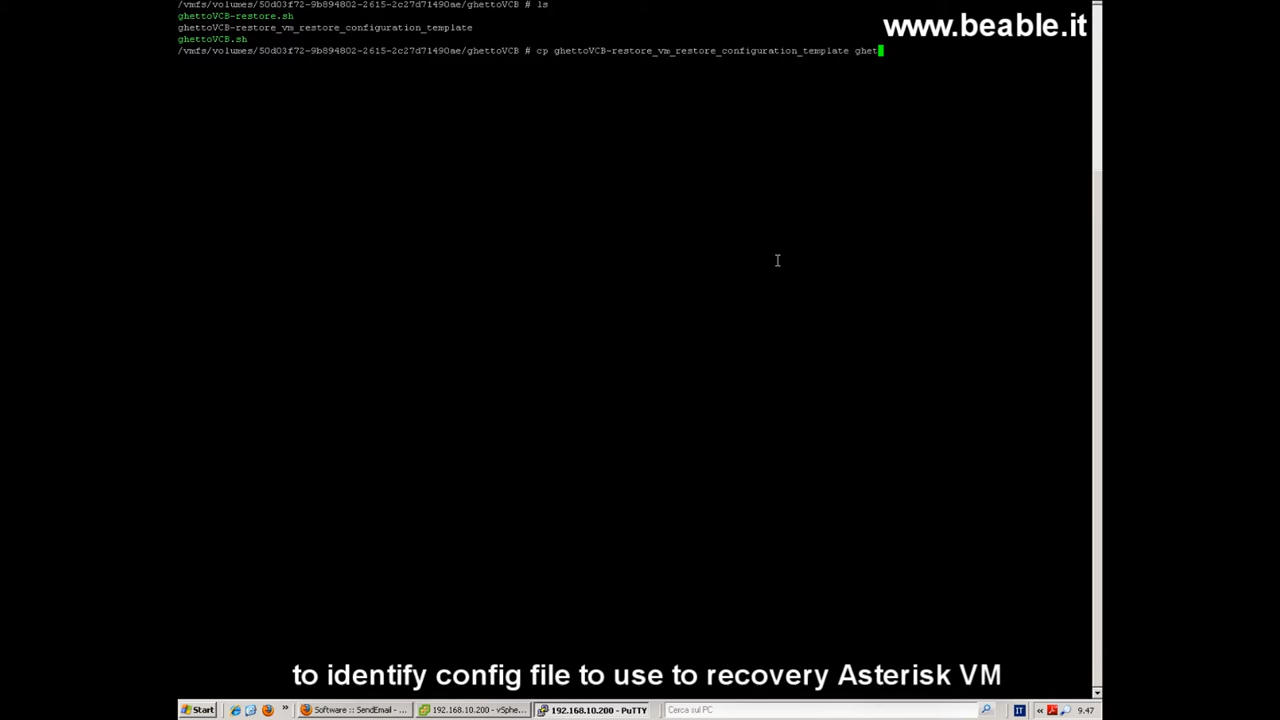 /vmfs/volumes/50d03f72-9b894802-2615-2c27d71490ae/ghettoVCB # ls
ghettoVCB-restore.sh
ghettoVCB-restore_vm_restore_configuration_template
ghettoVCB.sh
/vmfs/volumes/50d03f72-9b894802-2615-2c27d71490ae/ghettoVCB # cp ghettoVCB-restore_vm_restore_configuration_template ghet
www.beable.it
to identify config file to use to recovery Asterisk VM
Start
»
Software :: SendEmail - ...
192.168.10.200 - vSphe...
192.168.10.200 - PuTTY
Cerca sul PC
IT
«
9.47